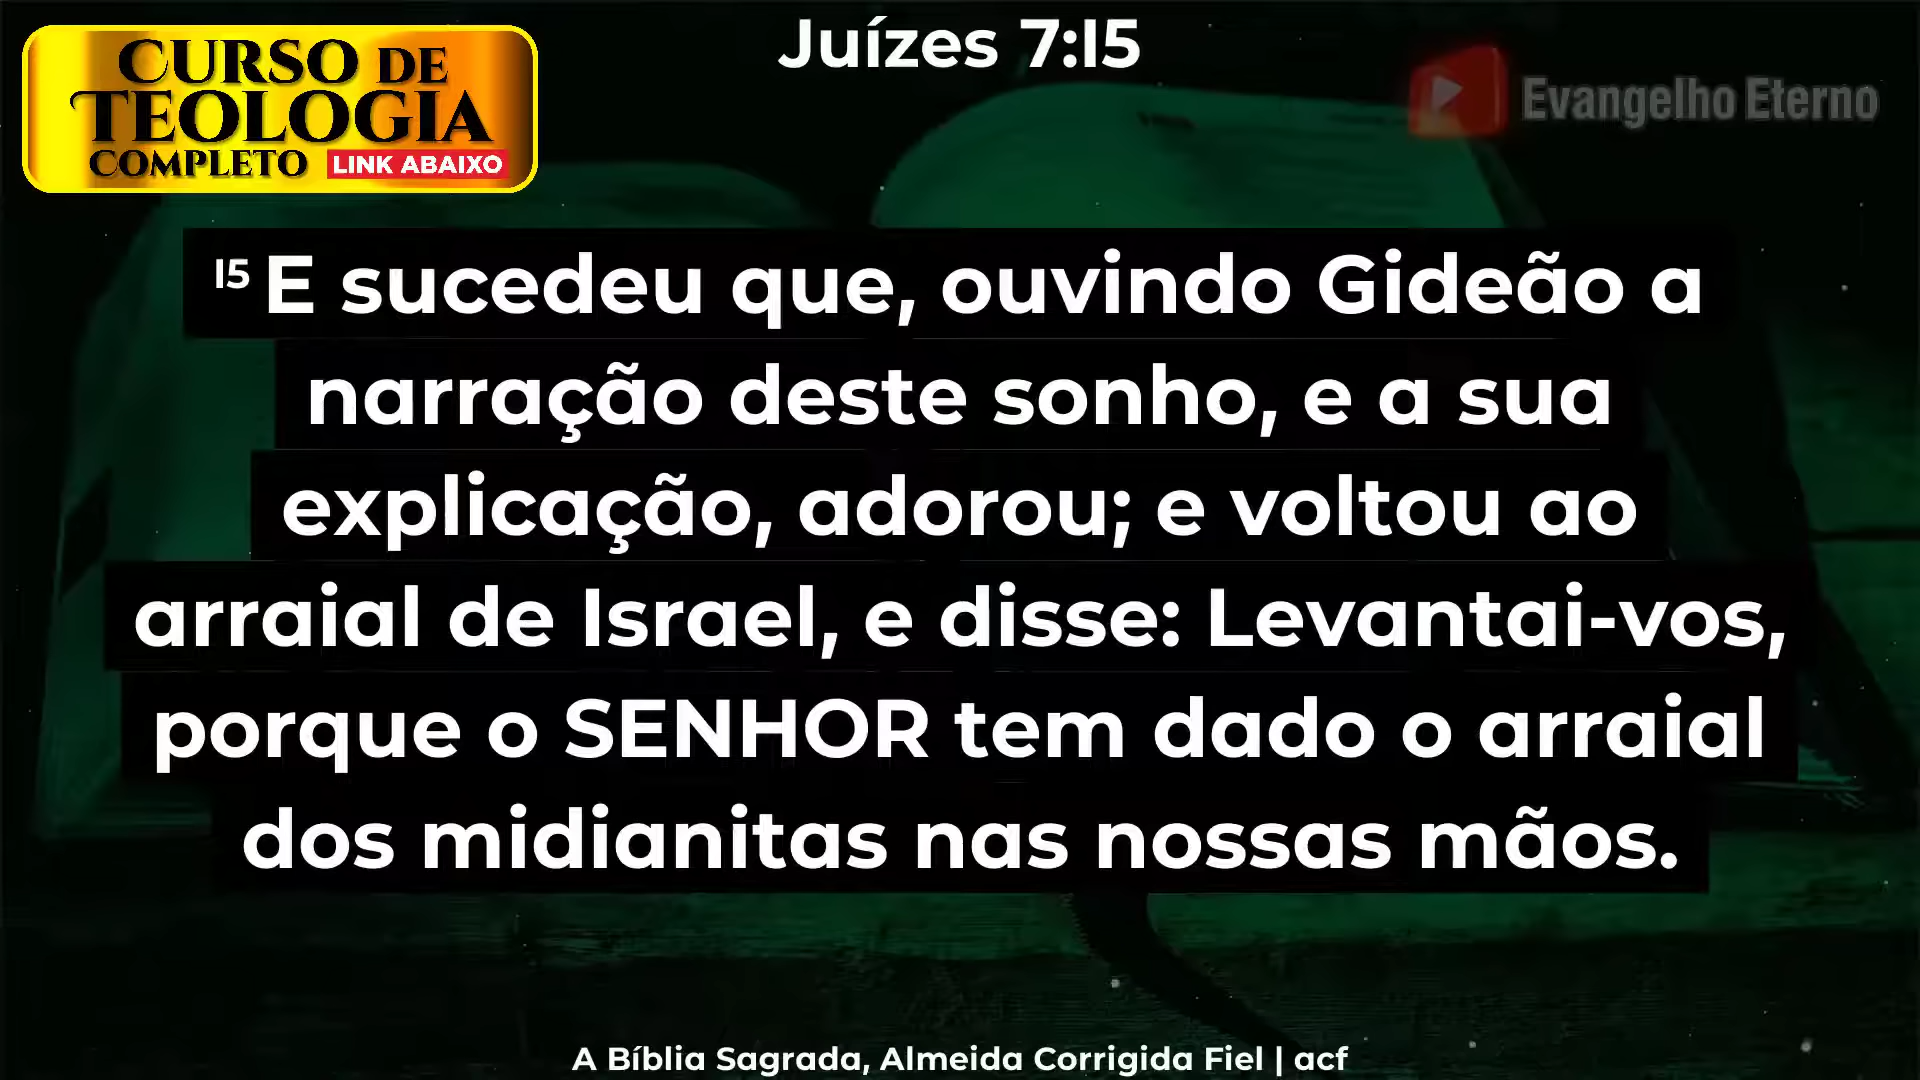 Juízes 7:15
CURSO DE
TEOLOGIA
COMPLETO LINK ABAIXO
Evangelho Eterno
15 E sucedeu que, ouvindo Gideão a
narração deste sonho, e a sua
explicação, adorou; e voltou ao
arraial de Israel, e disse: Levantai-vos,
porque o SENHOR tem dado o arraial
dos midianitas nas nossas mãos.
A Bíblia Sagrada, Almeida Corrigida Fiel | acf